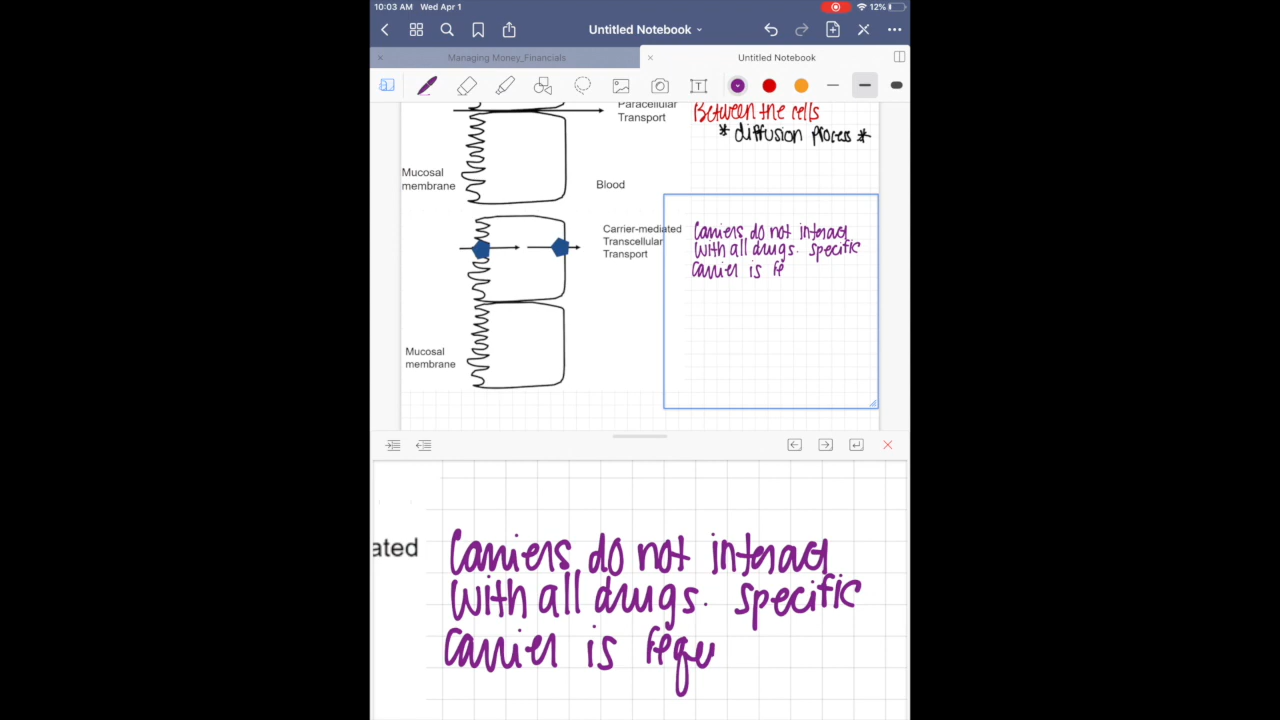 10:03 AM Wed Apr 1
12%
Untitled Notebook
Managing Money_Financials
Untitled Notebook
T
Paracellular
Transport
Between the cells
* diffusion process *
Mucosal
membrane
Blood
Carrier-mediated
Transcellular
Transport
Carriers do not interact
with all drugs. specific
carrier is re
Mucosal
membrane
ated
Carriers do not interact
with all drugs. specific
carrier is requ